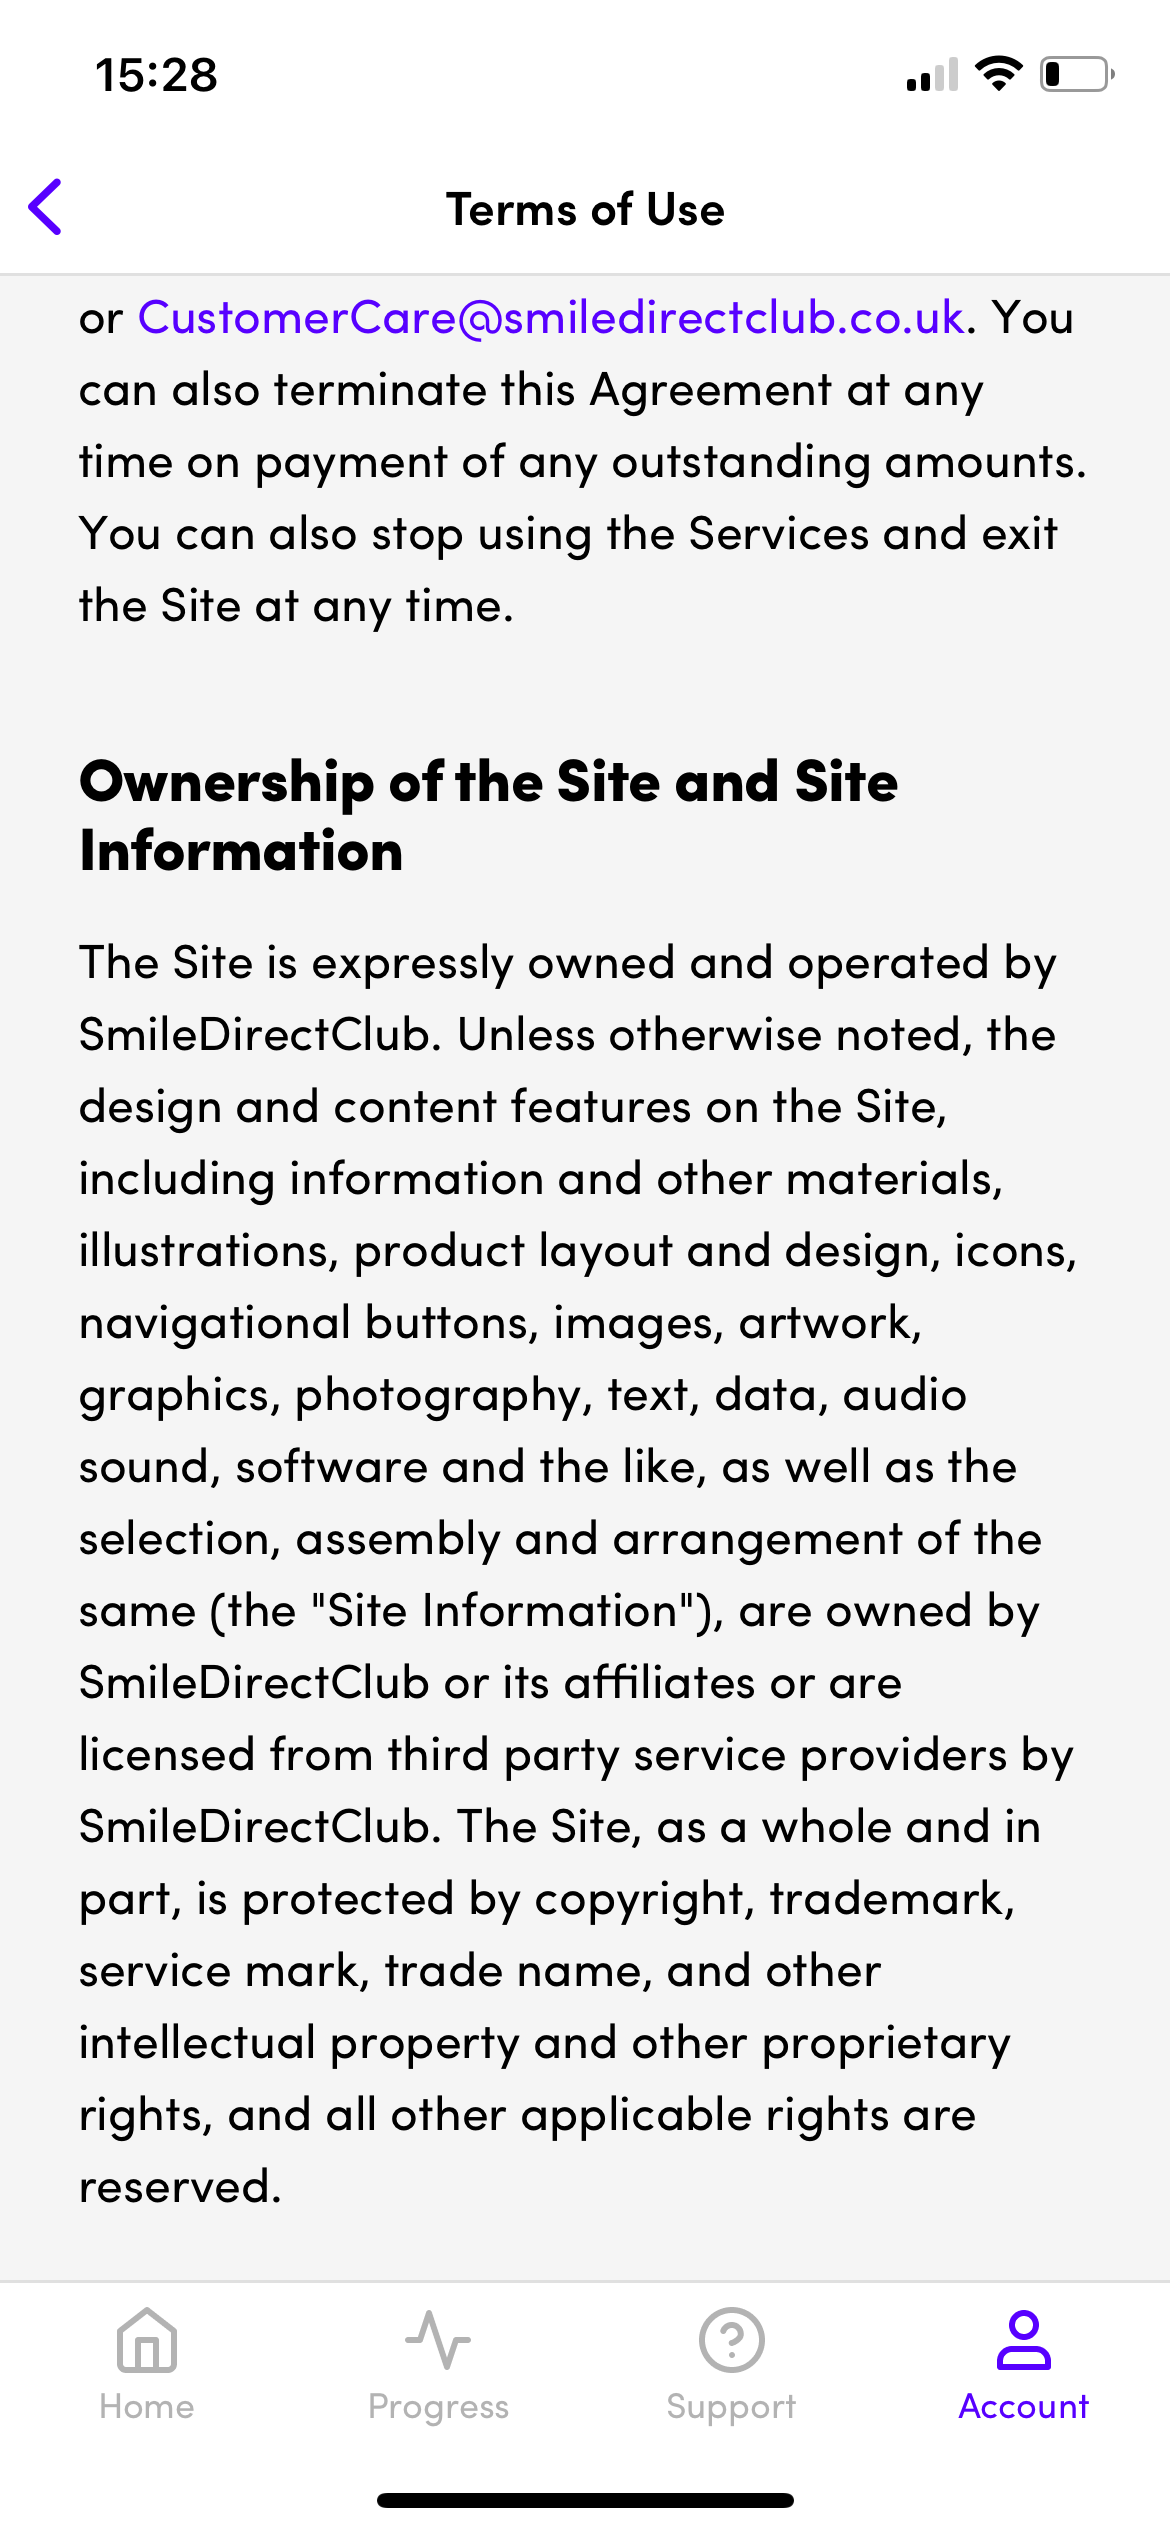 15:28
Terms of Use
or CustomerCare@smiledirectclub.co.uk. You
can also terminate this Agreement at any
time on payment of any outstanding amounts.
You can also stop using the Services and exit
the Site at any time.
Ownership of the Site and Site
Information
The Site is expressly owned and operated by
SmileDirectClub. Unless otherwise noted, the
design and content features on the Site,
including information and other materials,
illustrations, product layout and design, icons,
navigational buttons, images, artwork,
graphics, photography, text, data, audio
sound, software and the like, as well as the
selection, assembly and arrangement of the
same (the "Site Information"), are owned by
SmileDirectClub or its affiliates or are
licensed from third party service providers by
SmileDirectClub. The Site, as a whole and in
part, is protected by copyright, trademark,
service mark, trade name, and other
intellectual property and other proprietary
rights, and all other applicable rights are
reserved.
Home Progress Support Account